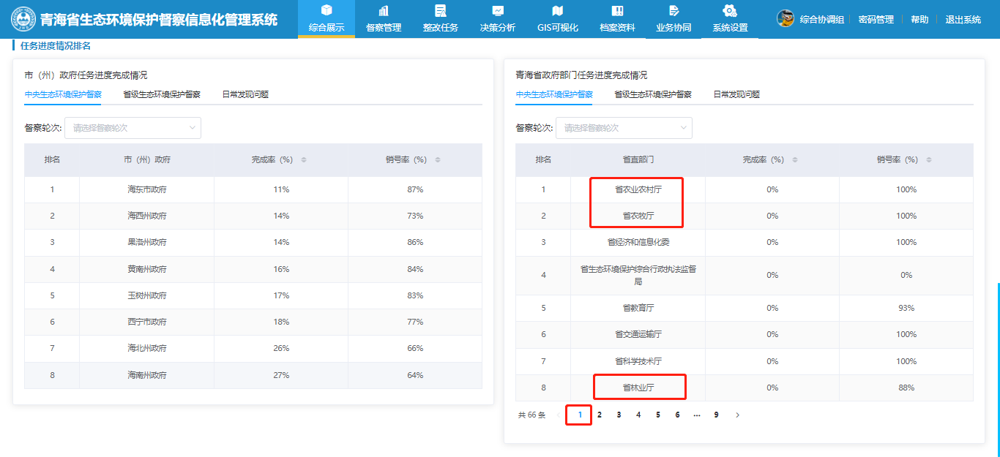 青海省生态环境保护督察信息化管理系统
综合展示 督察管理 整改任务 决策分析 GIS可视化 档案资料 业务协同 系统设置
综合协调组 密码管理 帮助 退出系统
任务进度情况排名
市（州）政府任务进度完成情况
中央生态环境保护督察 省级生态环境保护督察 日常发现问题
督察轮次: 请选择督察轮次
排名 市（州）政府 完成率（%） 销号率（%）
1 海东市政府 11% 87%
2 海西州政府 14% 73%
3 果洛州政府 14% 86%
4 黄南州政府 16% 84%
5 玉树州政府 17% 83%
6 西宁市政府 18% 77%
7 海北州政府 26% 66%
8 海南州政府 27% 64%
青海省政府部门任务进度完成情况
中央生态环境保护督察 省级生态环境保护督察 日常发现问题
督察轮次: 请选择督察轮次
排名 省直部门 完成率（%） 销号率（%）
1 省农业农村厅 0% 100%
2 省农牧厅 0% 100%
3 省经济和信息化委 0% 100%
4 省生态环境保护综合行政执法监督 0% 0%
局
5 省教育厅 0% 93%
6 省交通运输厅 0% 100%
7 省科学技术厅 0% 100%
8 省林业厅 0% 88%
共 66 条 < 1 2 3 4 5 6 ... 9 >